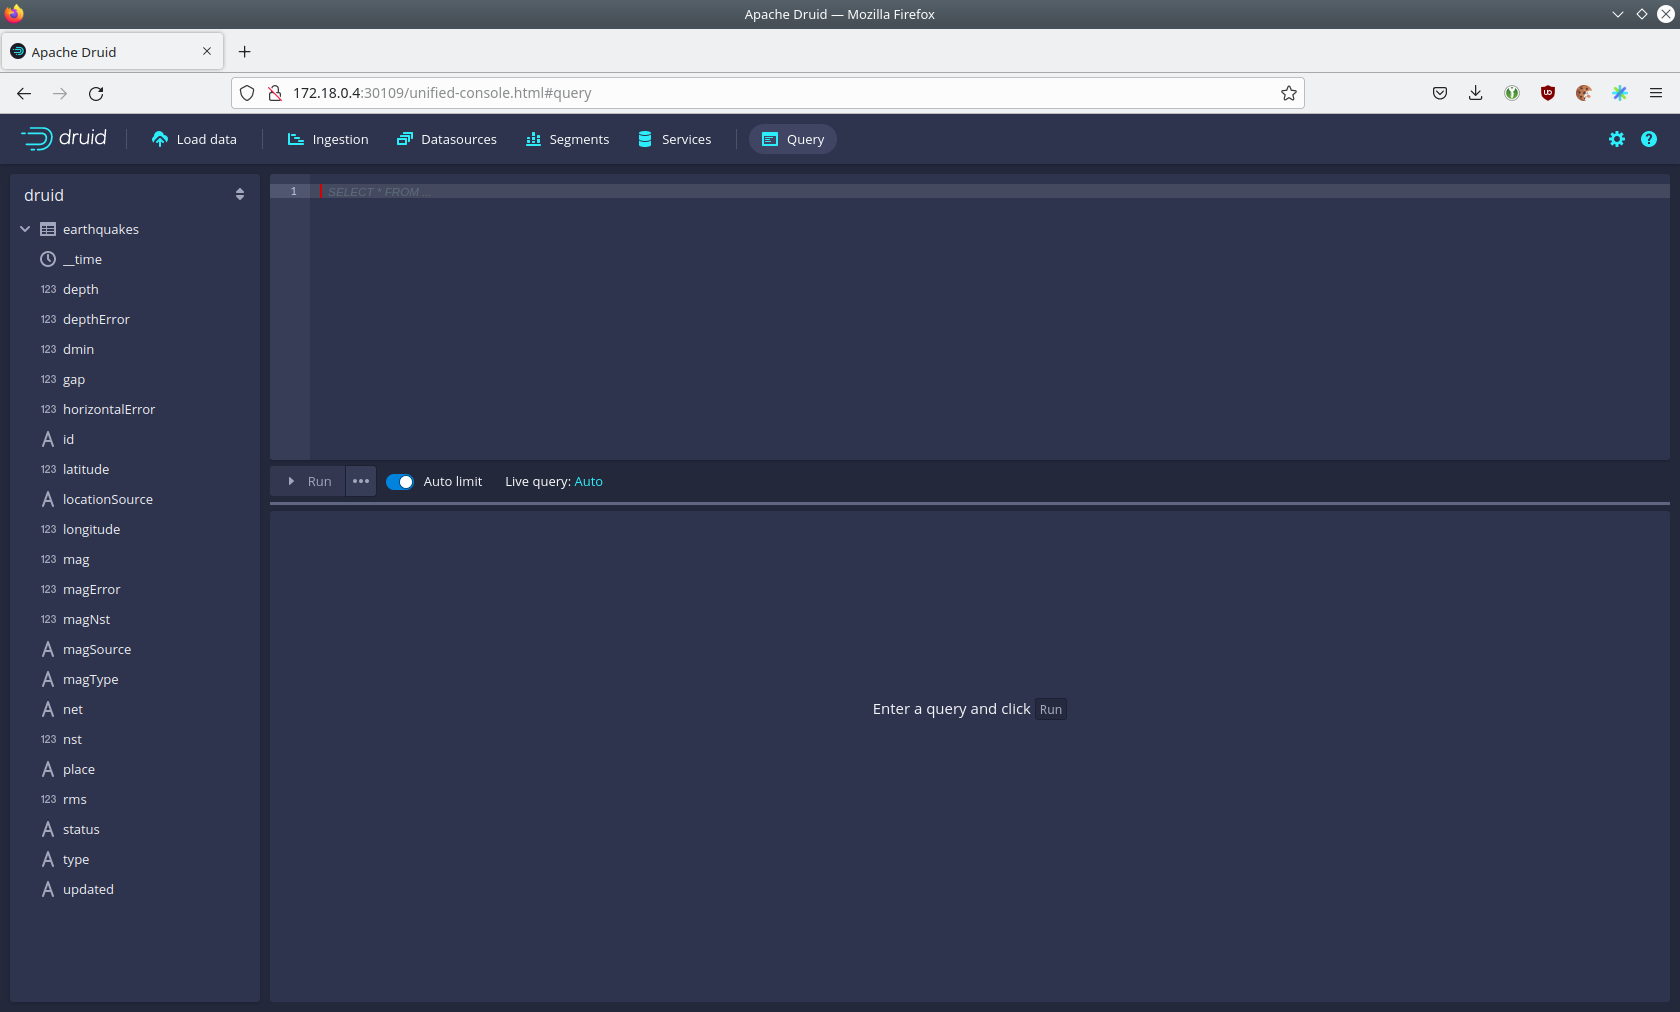 Apache Druid — Mozilla Firefox
Apache Druid
172.18.0.4:30109/unified-console.html#query
druid
Load data
Ingestion
Datasources
Segments
Services
Query
druid
earthquakes
__time
123 depth
123 depthError
123 dmin
123 gap
123 horizontalError
A id
123 latitude
A locationSource
123 longitude
123 mag
123 magError
123 magNst
A magSource
A magType
A net
123 nst
A place
123 rms
A status
A type
A updated
1 SELECT * FROM ...
Run
Auto limit
Live query: Auto
Enter a query and click Run